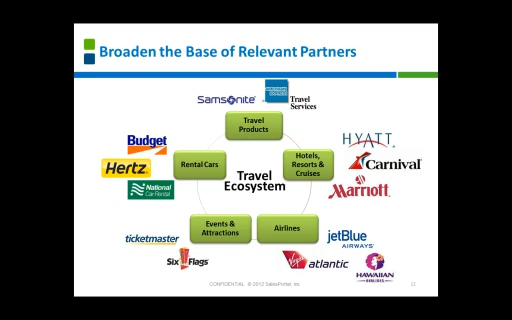 Broaden the Base of Relevant Partners
Samsonite
Travel
Services
Travel
Products
Budget
HYATT
Hertz
Rental Cars
Hotels,
Resorts &
Cruises
Carnival
National
Car Rental
Travel
Ecosystem
Marriott
Events &
Attractions
Airlines
ticketmaster
jetBlue
AIRWAYS
Six Flags
Virgin atlantic
HAWAIIAN
AIRLINES
CONFIDENTIAL © 2012 SalesPortal, Inc